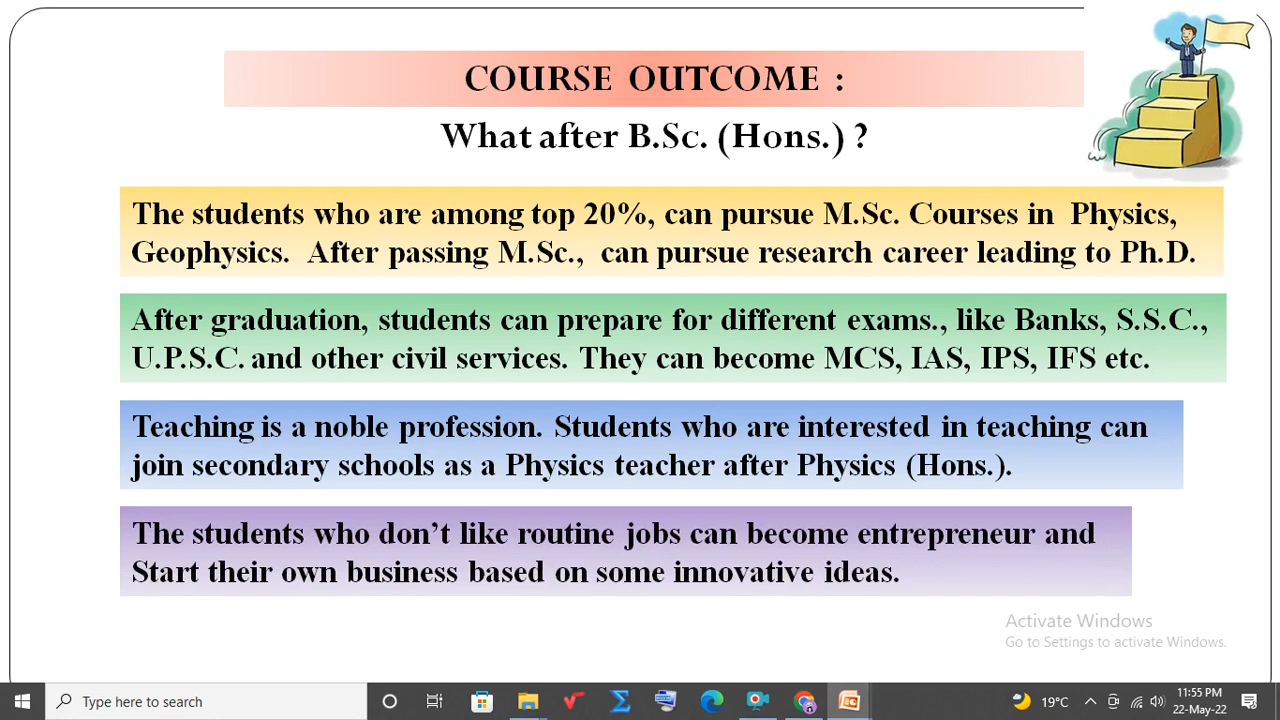 COURSE OUTCOME :
What after B.Sc. (Hons.) ?
The students who are among top 20%, can pursue M.Sc. Courses in Physics,
Geophysics. After passing M.Sc., can pursue research career leading to Ph.D.
After graduation, students can prepare for different exams., like Banks, S.S.C.,
U.P.S.C. and other civil services. They can become MCS, IAS, IPS, IFS etc.
Teaching is a noble profession. Students who are interested in teaching can
join secondary schools as a Physics teacher after Physics (Hons.).
The students who don’t like routine jobs can become entrepreneur and
Start their own business based on some innovative ideas.
Activate Windows
Go to Settings to activate Windows.
Type here to search
19°C
11:55 PM
22-May-22